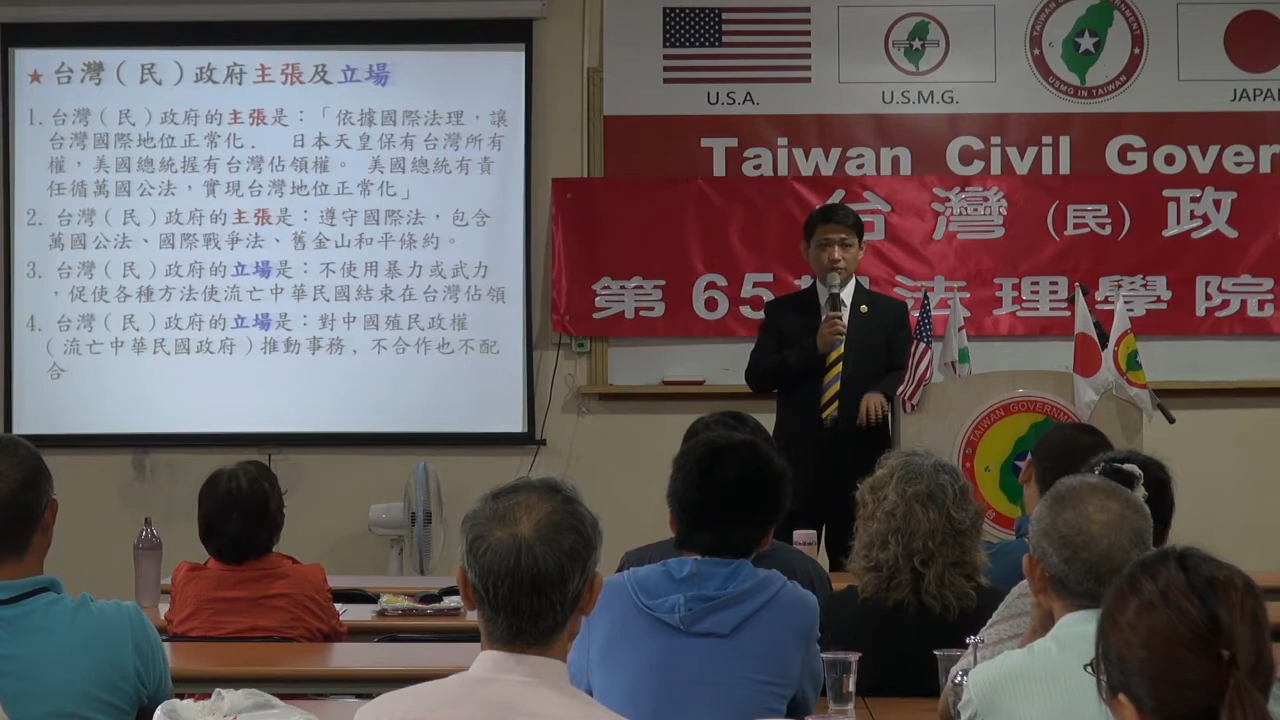 ★ 台灣（民）政府主張及立場
1. 台灣（民）政府的主張是：「依據國際法理，讓
台灣國際地位正常化． 日本天皇保有台灣所有
權，美國總統握有台灣佔領權。 美國總統有責
任循萬國公法，實現台灣地位正常化」
2. 台灣（民）政府的主張是：遵守國際法，包含
萬國公法、國際戰爭法、舊金山和平條約。
3. 台灣（民）政府的立場是：不使用暴力或武力
，促使各種方法使流亡中華民國結束在台灣佔領
4. 台灣（民）政府的立場是：對中國殖民政權
（流亡中華民國政府）推動事務，不合作也不配
合
U.S.A.
U.S.M.G.
TAIWAN GOVERNMENT
USMG IN TAIWAN
JAPA
Taiwan Civil Gover
台灣（民）政
第65期法理學院
TAIWAN GOVERNMENT